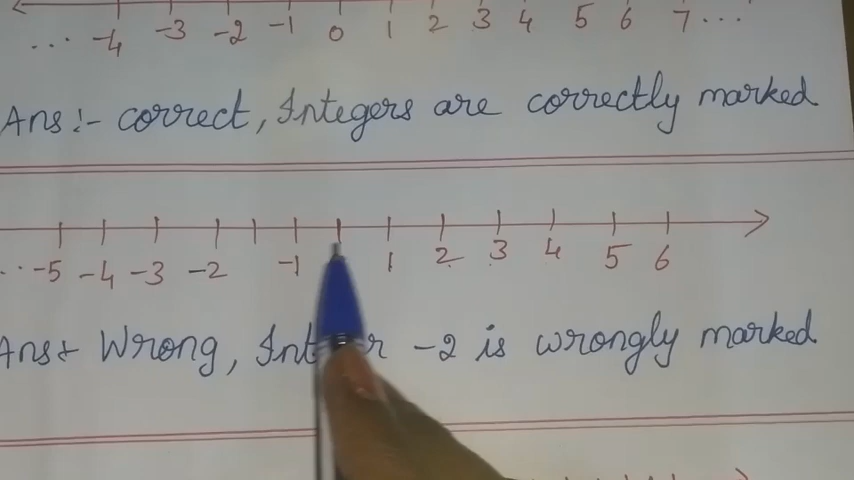 ... -4 -3 -2 -1 0 1 2 3 4 5 6 7 ...
Ans :- correct, Integers are correctly marked
.. -5 -4 -3 -2 -1 1 2 3 4 5 6
Ans :- Wrong, -2 is wrongly marked